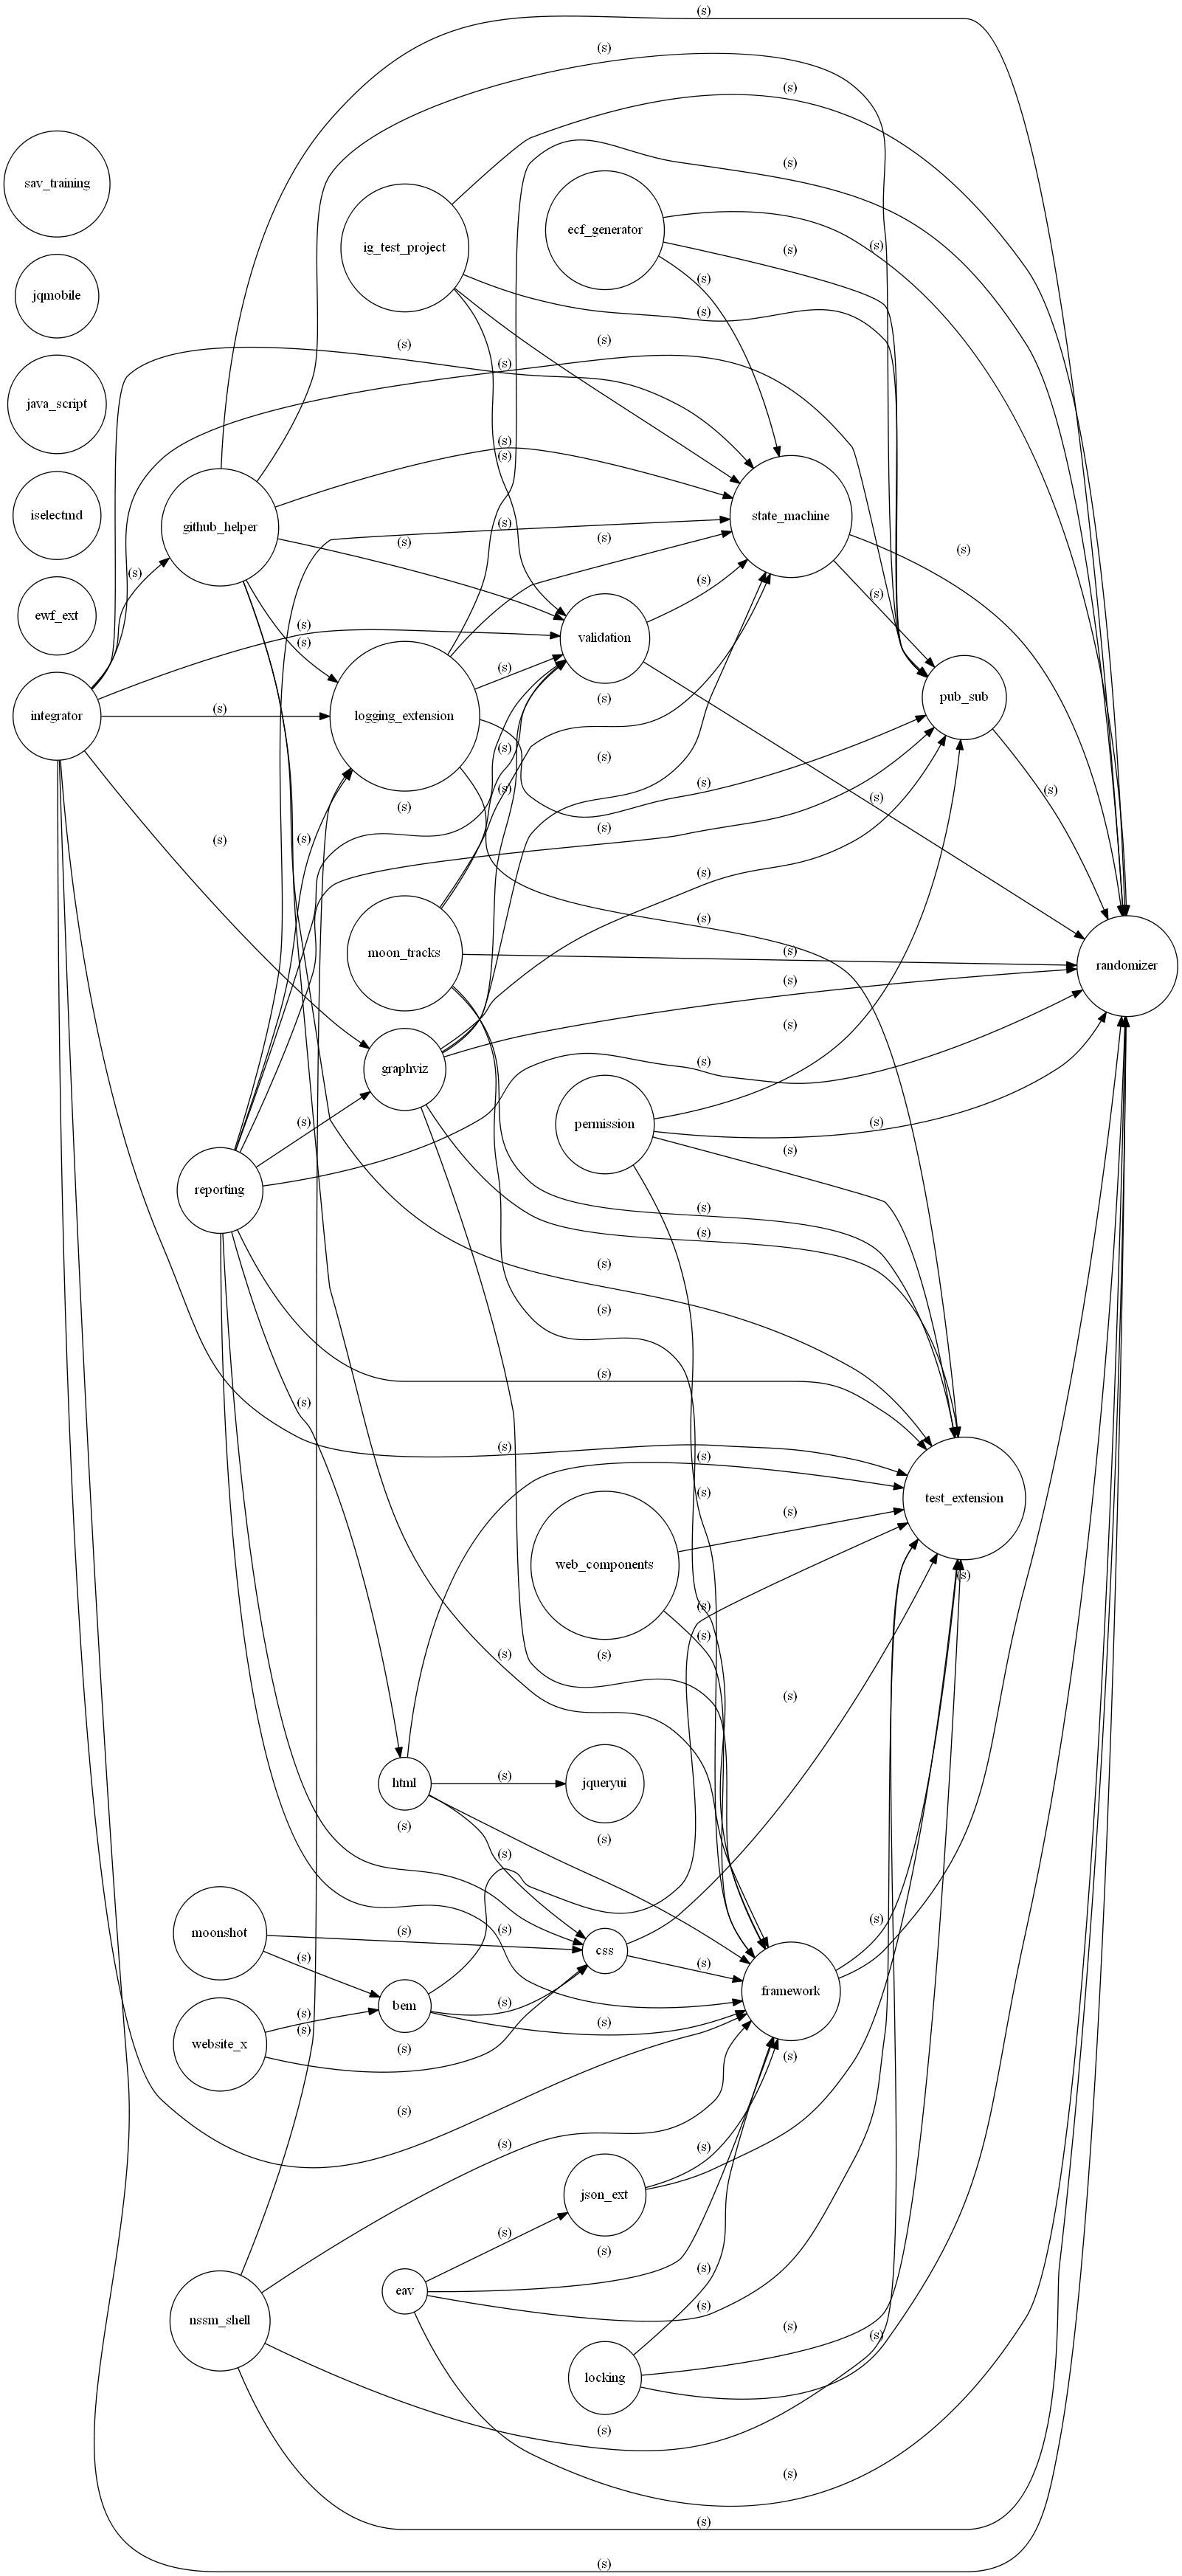 (s)
(s)
(s)
(s)
sav_training
ecf_generator
(s)
ig_test_project
(s)
(s)
jqmobile
(s)
(s)
(s)
(s)
java_script
(s)
(s)
iselectmd
state_machine
(s)
github_helper
(s)
(s)
(s)
(s)
(s)
(s)
ewf_ext
(s)
validation
(s)
(s)
pub_sub
(s)
(s)
integrator
logging_extension
(s)
(s)
(s)
(s)
(s)
(s)
(s)
(s)
(s)
(s)
(s)
(s)
(s)
moon_tracks
randomizer
(s)
(s)
(s)
graphviz
(s)
(s)
permission
(s)
reporting
(s)
(s)
(s)
(s)
(s)
(s)
(s)
(s)
(s)
test_extension
(s)
web_components
(s)
(s)
(s)
(s)
(s)
(s)
(s)
html
jqueryui
(s)
(s)
(s)
(s)
(s)
(s)
moonshot
css
(s)
(s)
framework
(s)
bem
(s)
(s)
(s)
website_x
(s)
(s)
(s)
(s)
(s)
json_ext
(s)
(s)
(s)
eav
(s)
nssm_shell
(s)
(s)
locking
(s)
(s)
(s)
(s)